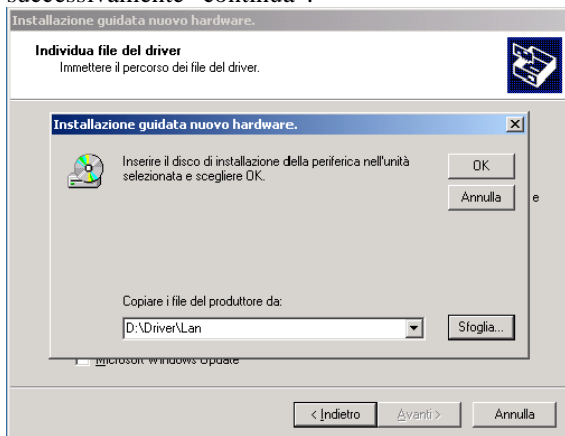 successivamente "continua".
Installazione guidata nuovo hardware.
Individua file del driver
Immettere il percorso dei file del driver.
Installazione guidata nuovo hardware.
Inserire il disco di installazione della periferica nell'unità
selezionata e scegliere OK.
OK
Annulla
e
Copiare i file del produttore da:
D:\Driver\Lan
Sfoglia...
Microsoft Windows Update
< Indietro
Avanti >
Annulla